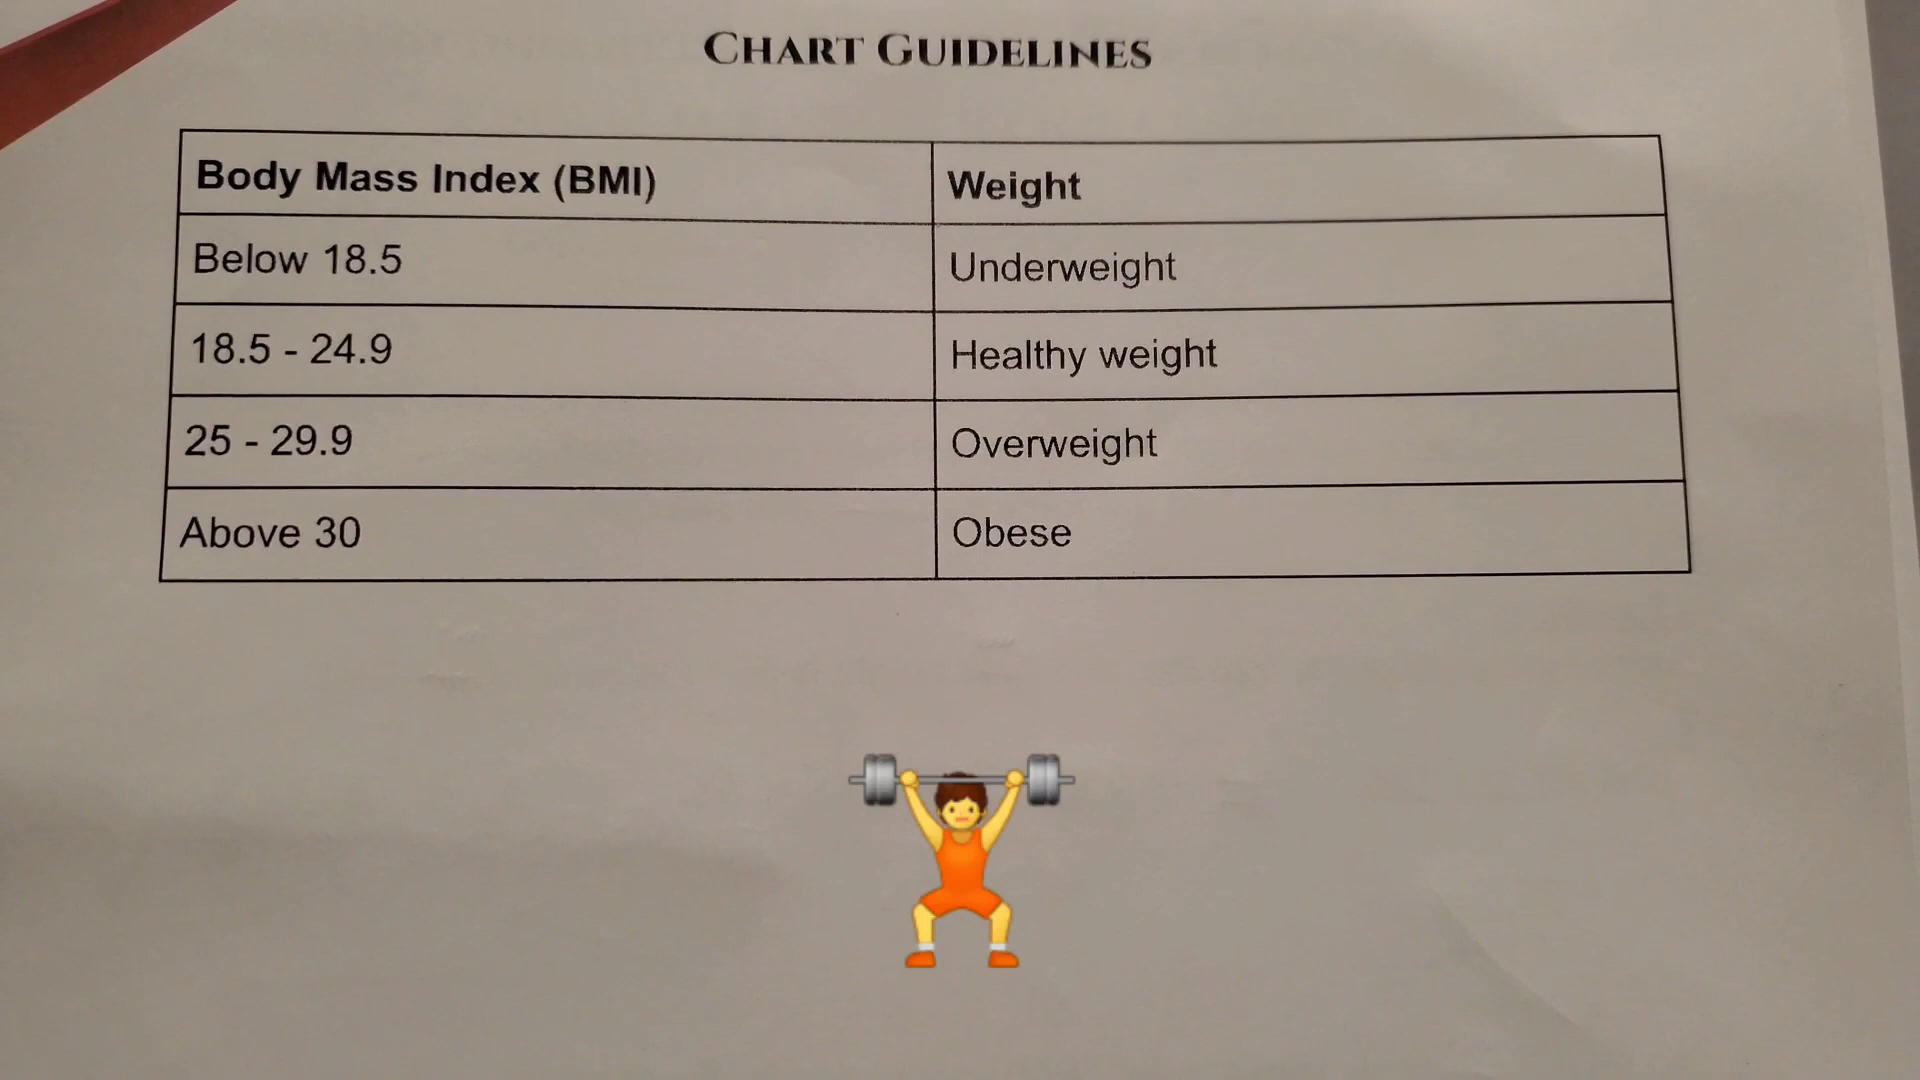 CHART GUIDELINES
Body Mass Index (BMI) Weight
Below 18.5 Underweight
18.5 - 24.9 Healthy weight
25 - 29.9 Overweight
Above 30 Obese